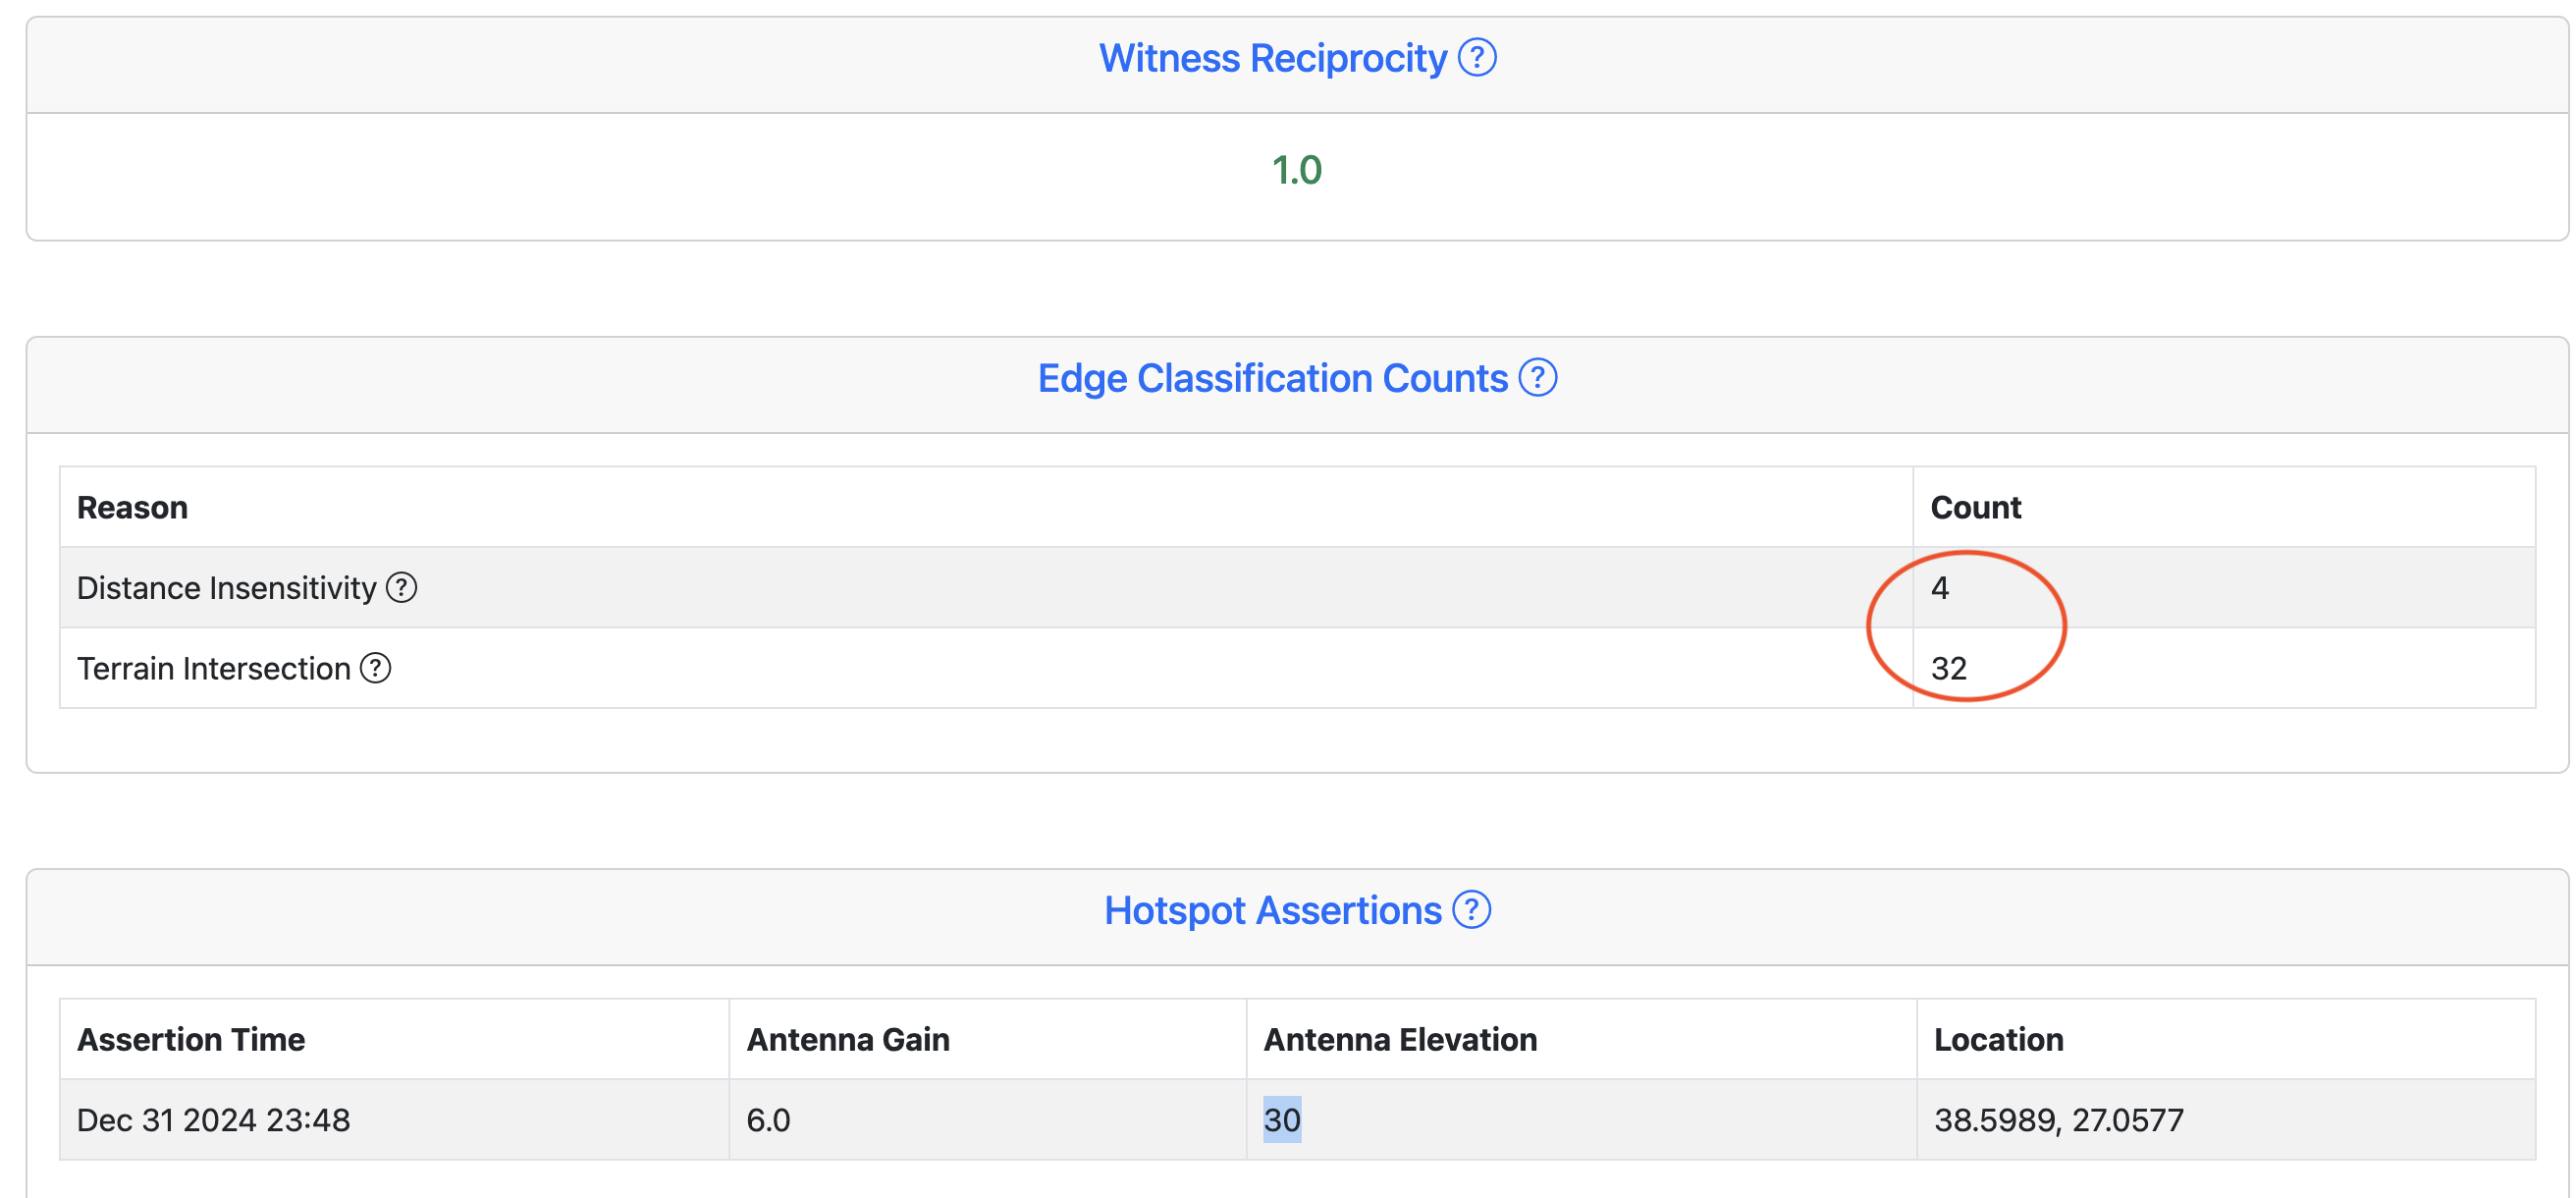 Witness Reciprocity ?
1.0
Edge Classification Counts ?
Reason Count
Distance Insensitivity ? 4
Terrain Intersection ? 32
Hotspot Assertions ?
Assertion Time Antenna Gain Antenna Elevation Location
Dec 31 2024 23:48 6.0 30 38.5989, 27.0577